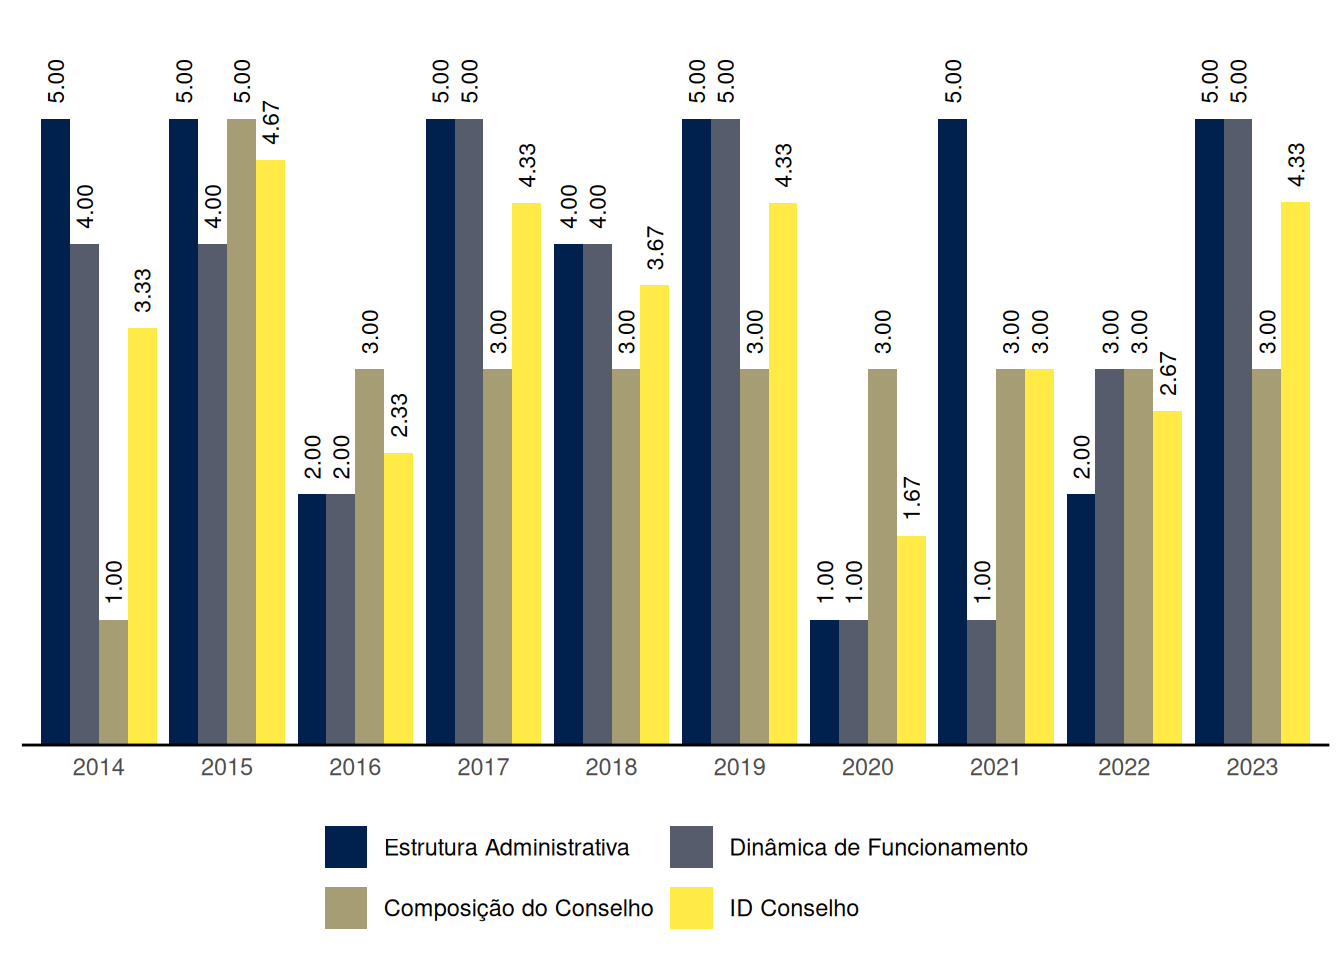 5.00 4.00 1.00 3.33 5.00 4.00 5.00 4.67 2.00 2.00 3.00 2.33 5.00 5.00 3.00 4.33 4.00 4.00 3.00 3.67 5.00 5.00 3.00 4.33 1.00 1.00 3.00 1.67 5.00 1.00 3.00 3.00 2.00 3.00 3.00 2.67 5.00 5.00 3.00 4.33
2014 2015 2016 2017 2018 2019 2020 2021 2022 2023
Estrutura Administrativa Dinâmica de Funcionamento
Composição do Conselho ID Conselho